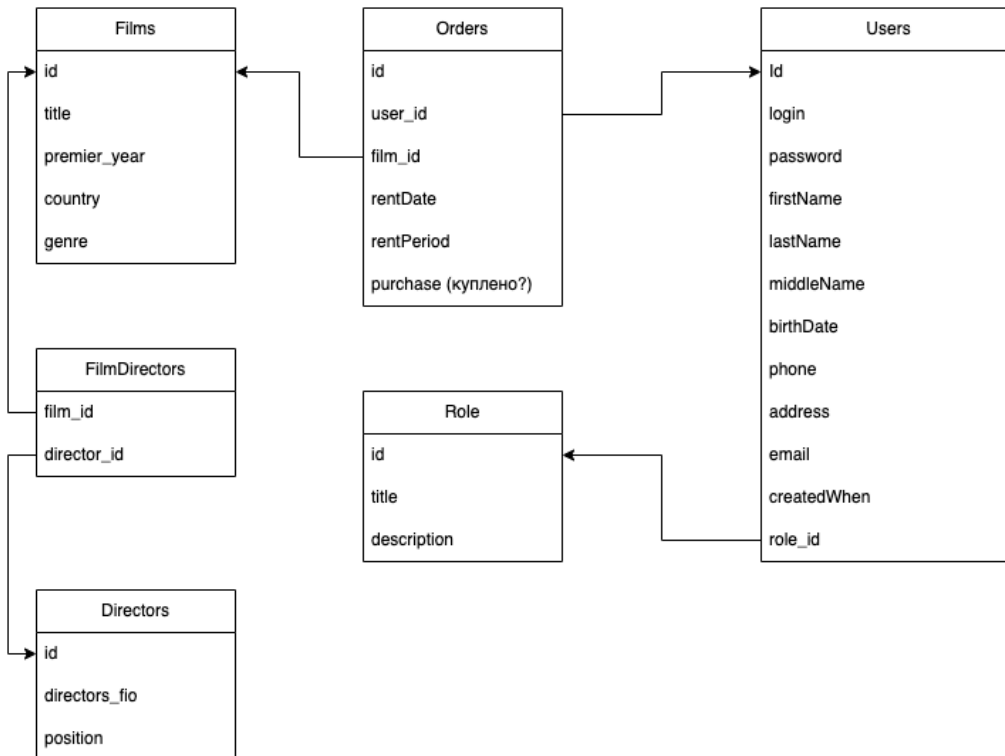 Films
id
title
premier_year
country
genre
Orders
id
user_id
film_id
rentDate
rentPeriod
purchase (куплено?)
Users
Id
login
password
firstName
lastName
middleName
birthDate
phone
address
email
createdWhen
role_id
FilmDirectors
film_id
director_id
Role
id
title
description
Directors
id
directors_fio
position